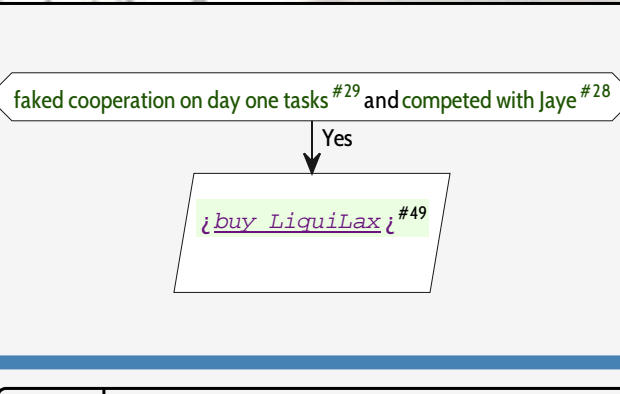 faked cooperation on day one tasks #29 and competed with Jaye #28
Yes
¿buy LiquiLax¿ #49